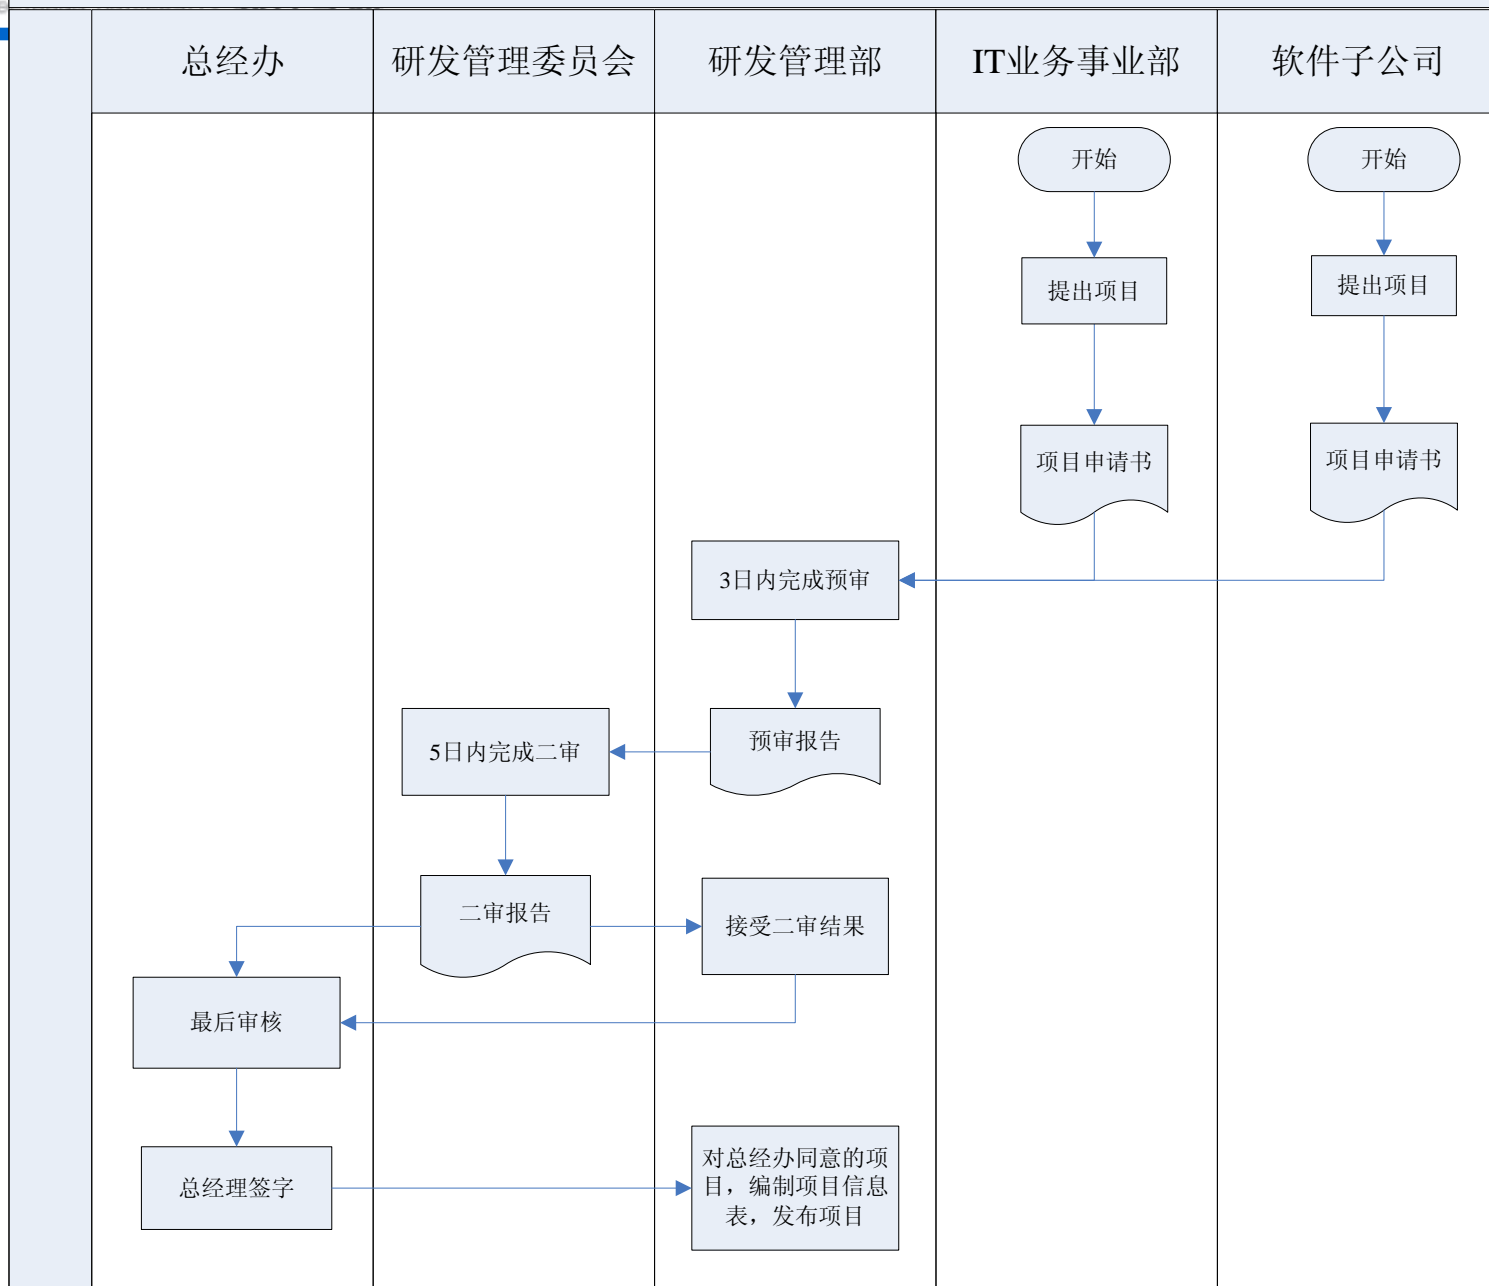 总经办
研发管理委员会
研发管理部
IT业务事业部
软件子公司
开始
开始
提出项目
提出项目
项目申请书
项目申请书
3日内完成预审
预审报告
5日内完成二审
二审报告
接受二审结果
最后审核
总经理签字
对总经办同意的项
目，编制项目信息
表，发布项目